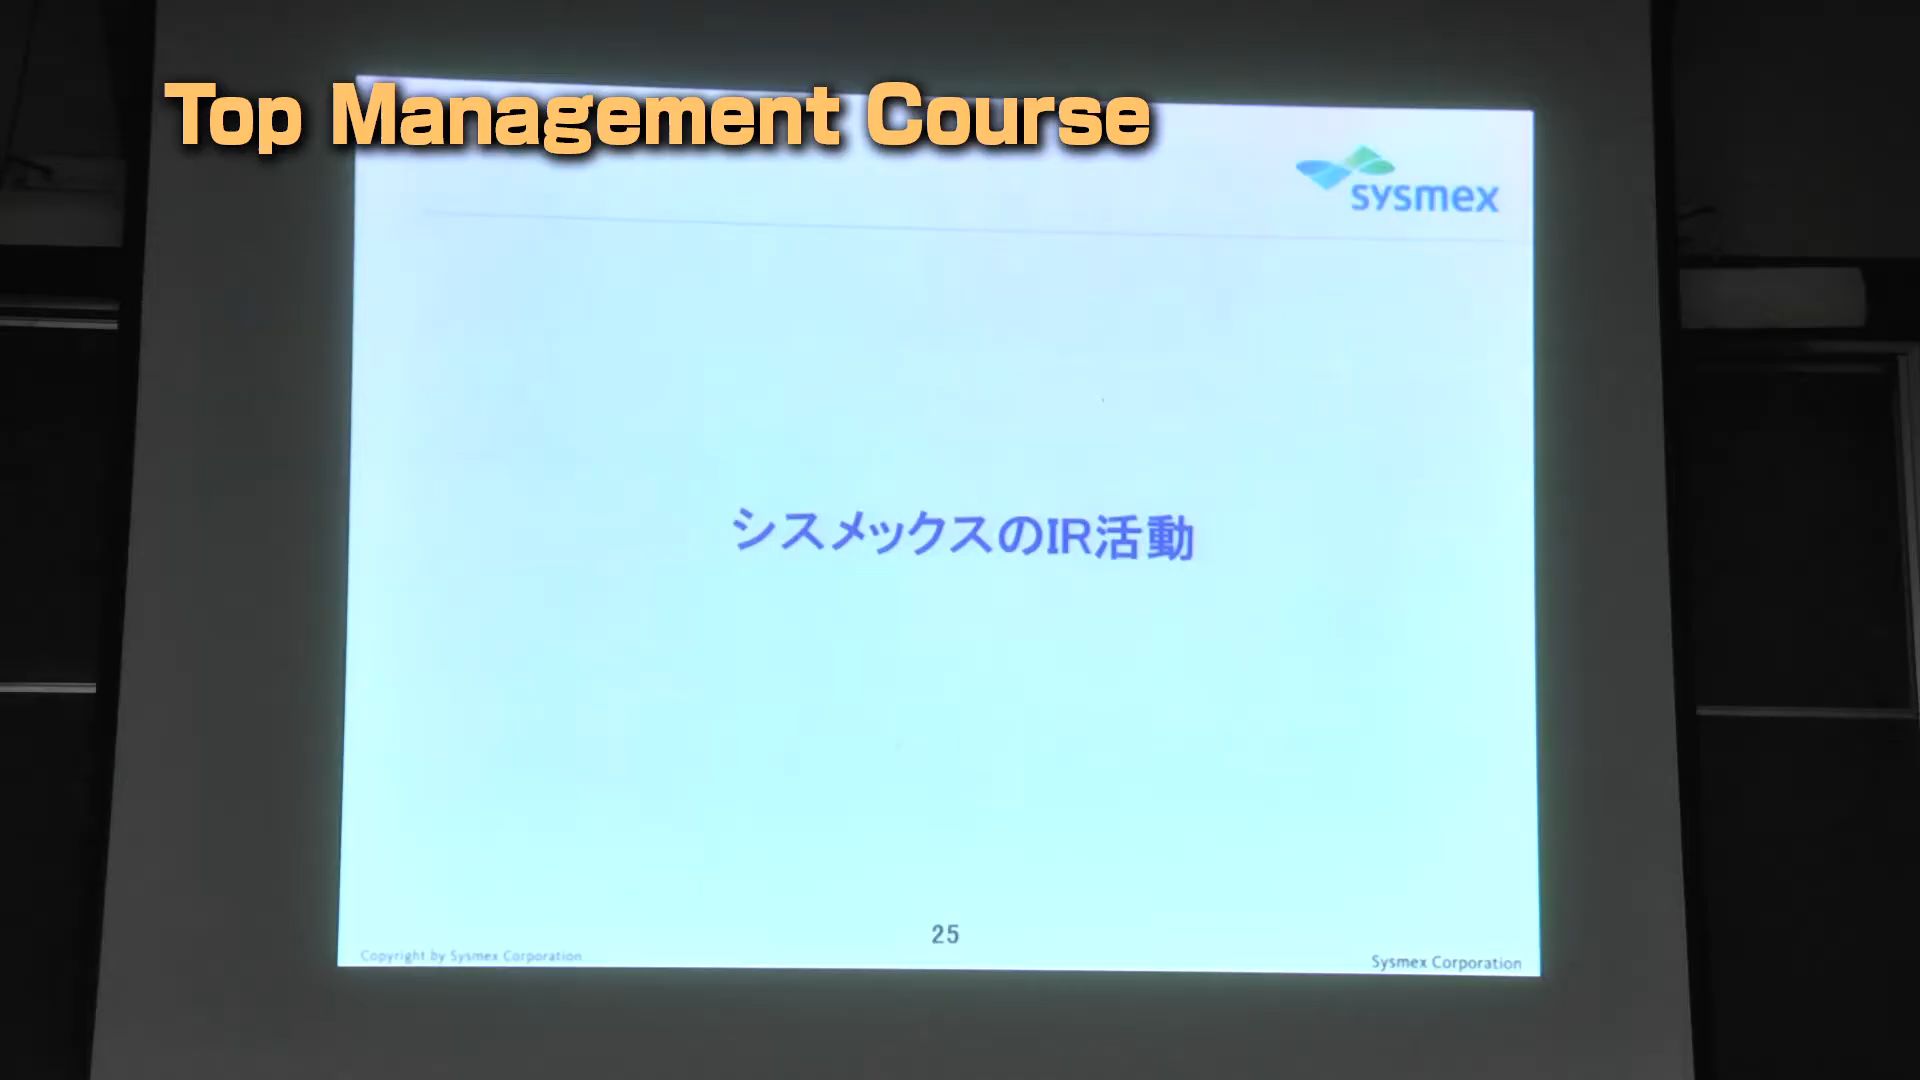 Top Management Course
sysmex
シスメックスのIR活動
25
Copyright by Sysmex Corporation
Sysmex Corporation